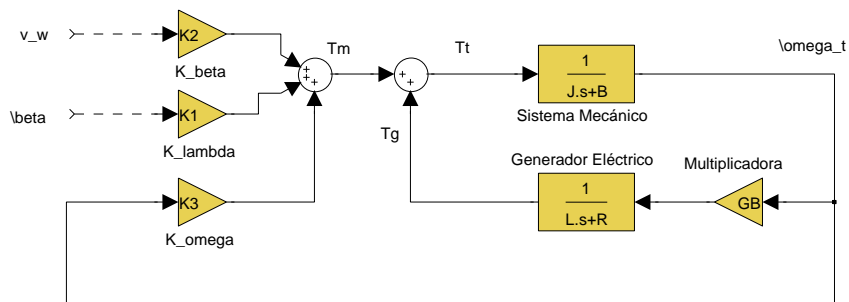 v_w
K2
K_beta
Tm
Tt
1
J.s+B
Sistema Mecánico
\omega_t
\beta
K1
K_lambda
Tg
Generador Eléctrico
1
L.s+R
Multiplicadora
GB
K3
K_omega
+
+
+
+
+